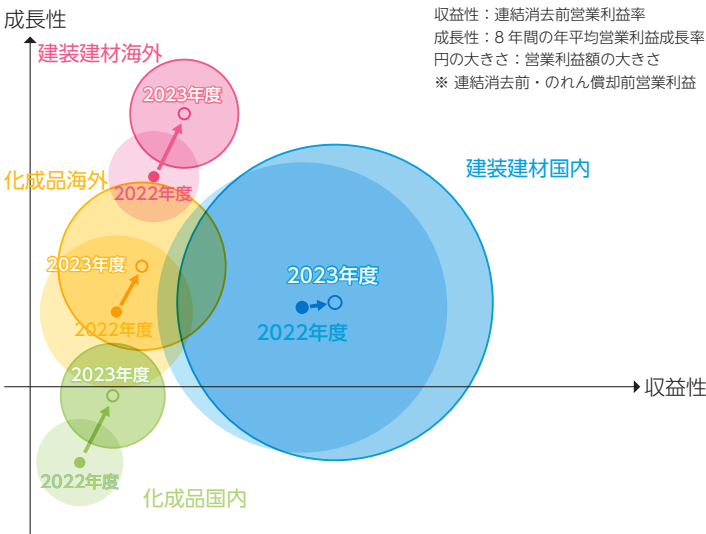 成長性
収益性：連結消去前営業利益率
成長性：8年間の年平均営業利益成長率
円の大きさ：営業利益額の大きさ
※ 連結消去前・のれん償却前営業利益
建装建材海外
2023年度
2022年度
建装建材国内
化成品海外
2023年度
2022年度
2023年度
2022年度
収益性
2023年度
2022年度
化成品国内